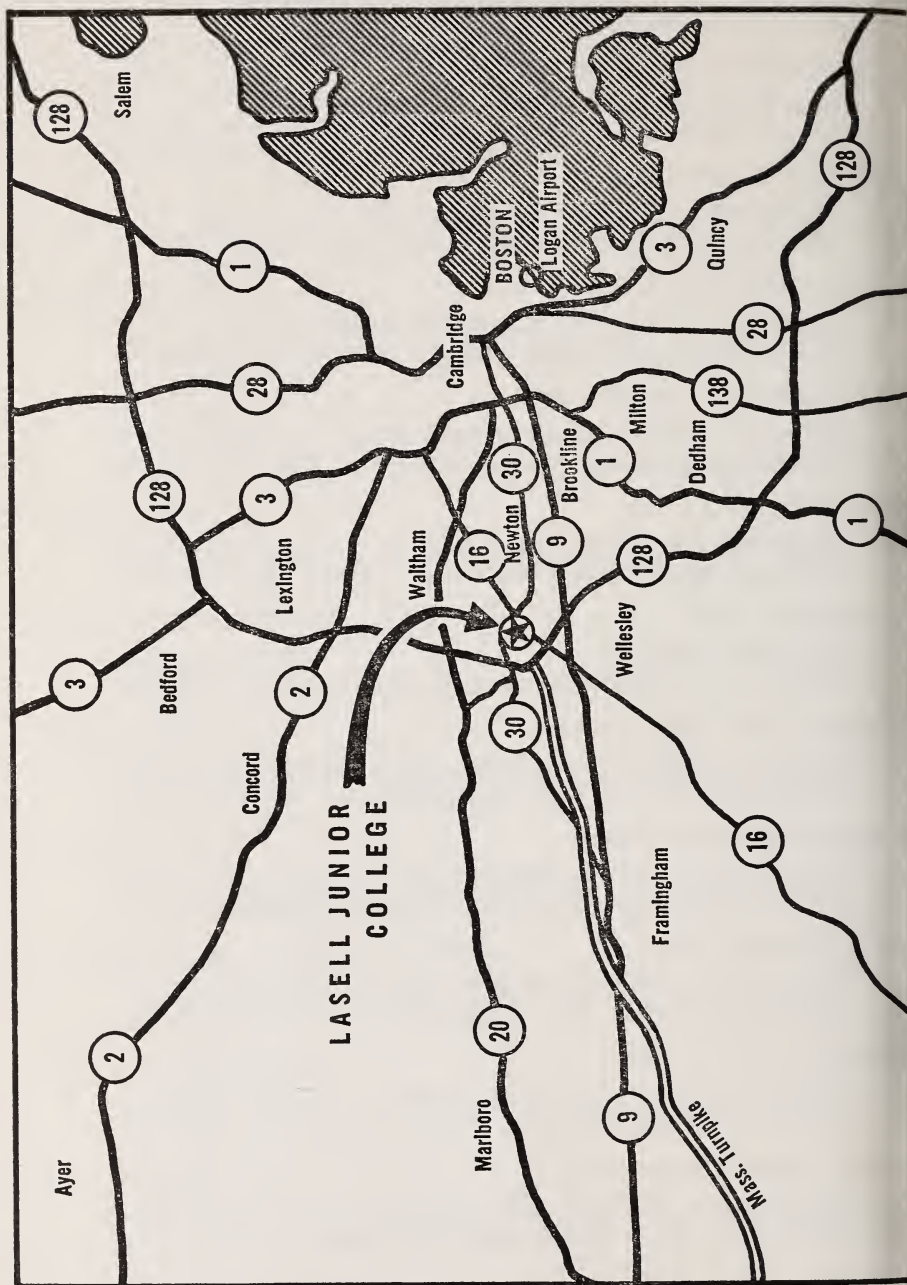 Ayer
2
Concord
2
Bedford
3
Lexington
3
128
28
1
128
Salem
LASELL JUNIOR
COLLEGE
Waltham
Cambridge
BOSTON
Logan Airport
Marlboro
20
30
16
Newton
30
9
Brookline
1
Milton
138
Dedham
28
3
Quincy
128
128
Wellesley
Framingham
9
Mass. Turnpike
16
1